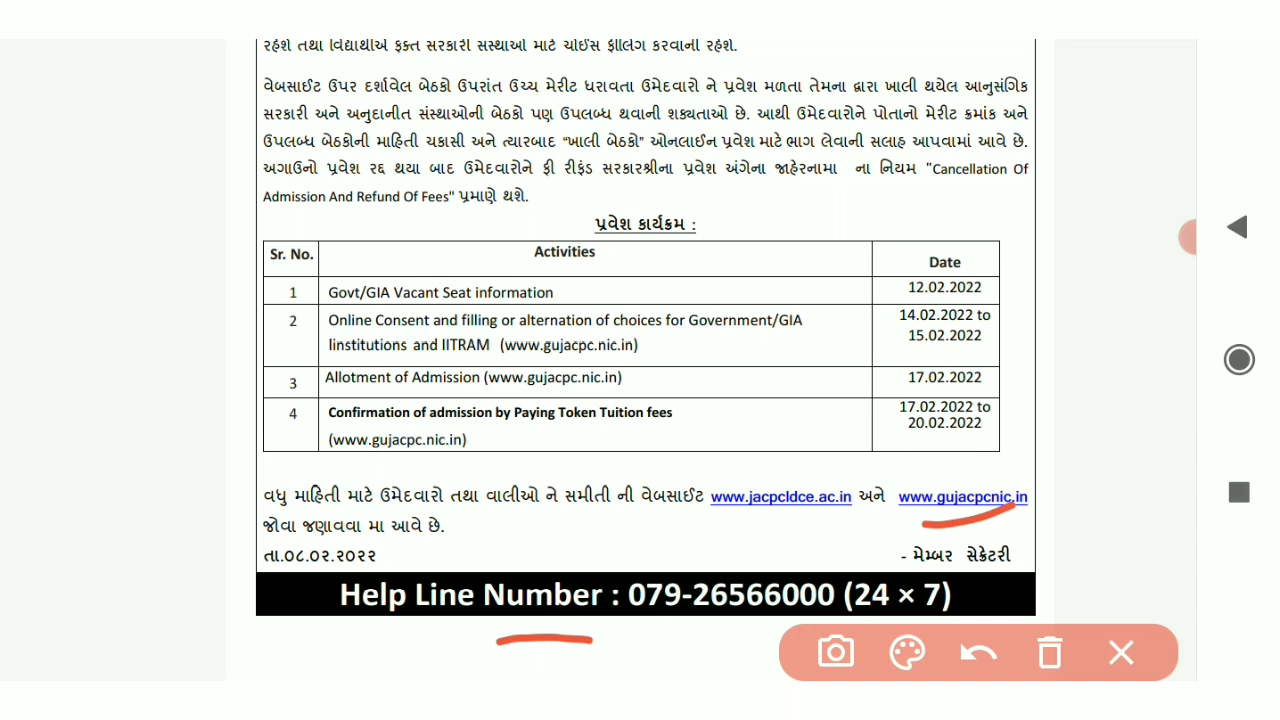 રહેશે તથા વિદ્યાર્થીએ ફક્ત સરકારી સંસ્થાઓ માટે ચોઈસ ફીલિંગ કરવાની રહેશે.
વેબસાઈટ ઉપર દર્શાવેલ બેઠકો ઉપરાંત ઉચ્ચ મેરીટ ધરાવતા ઉમેદવારો ને પ્રવેશ મળતા તેમના દ્વારા ખાલી થયેલ આનુસંગિક
સરકારી અને અનુદાનીત સંસ્થાઓની બેઠકો પણ ઉપલબ્ધ થવાની શક્યતાઓ છે. આથી ઉમેદવારોને પોતાનો મેરીટ ક્રમાંક અને
ઉપલબ્ધ બેઠકોની માહિતી ચકાસી અને ત્યારબાદ “ખાલી બેઠકો” ઓનલાઈન પ્રવેશ માટે ભાગ લેવાની સલાહ આપવામાં આવે છે.
અગાઉનો પ્રવેશ રદ્દ થયા બાદ ઉમેદવારોને ફી રીફંડ સરકારશ્રીના પ્રવેશ અંગેના જાહેરનામા ના નિયમ "Cancellation Of
Admission And Refund Of Fees" પ્રમાણે થશે.
પ્રવેશ કાર્યક્રમ :
Sr. No. Activities Date
1 Govt/GIA Vacant Seat information 12.02.2022
2 Online Consent and filling or alternation of choices for Government/GIA 14.02.2022 to
Iinstitutions and IITRAM (www.gujacpc.nic.in) 15.02.2022
3 Allotment of Admission (www.gujacpc.nic.in) 17.02.2022
4 Confirmation of admission by Paying Token Tuition fees 17.02.2022 to
(www.gujacpc.nic.in) 20.02.2022
વધુ માહિતી માટે ઉમેદવારો તથા વાલીઓ ને સમીતી ની વેબસાઈટ www.jacpcldce.ac.in અને www.gujacpcnic.in
જોવા જણાવવા મા આવે છે.
તા.૦૮.૦૨.૨૦૨૨ - મેમ્બર સેક્રેટરી
Help Line Number : 079-26566000 (24 × 7)